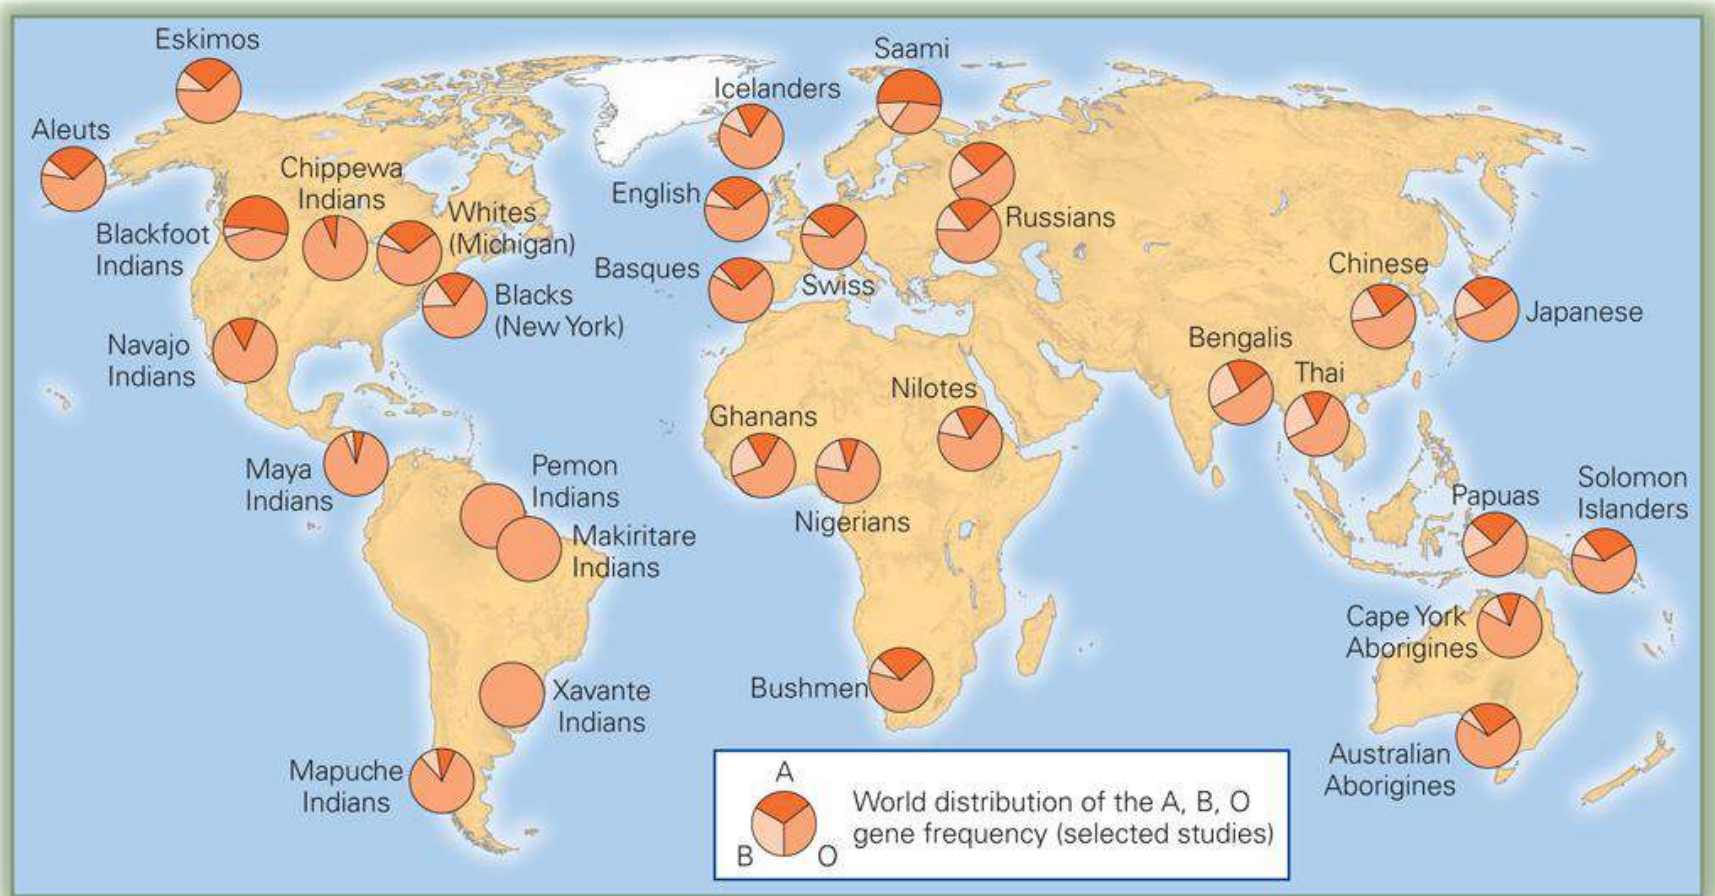 Eskimos
Saami
Icelanders
Aleuts
Chippewa
Indians
English
Whites
(Michigan)
Russians
Blackfoot
Indians
Basques
Swiss
Chinese
Blacks
(New York)
Japanese
Navajo
Indians
Bengalis
Thai
Nilotes
Ghanans
Maya
Indians
Pemon
Indians
Nigerians
Papuas
Solomon
Islanders
Makiritare
Indians
Cape York
Aborigines
Bushmen
Xavante
Indians
Australian
Aborigines
Mapuche
Indians
A
B
O
World distribution of the A, B, O
gene frequency (selected studies)